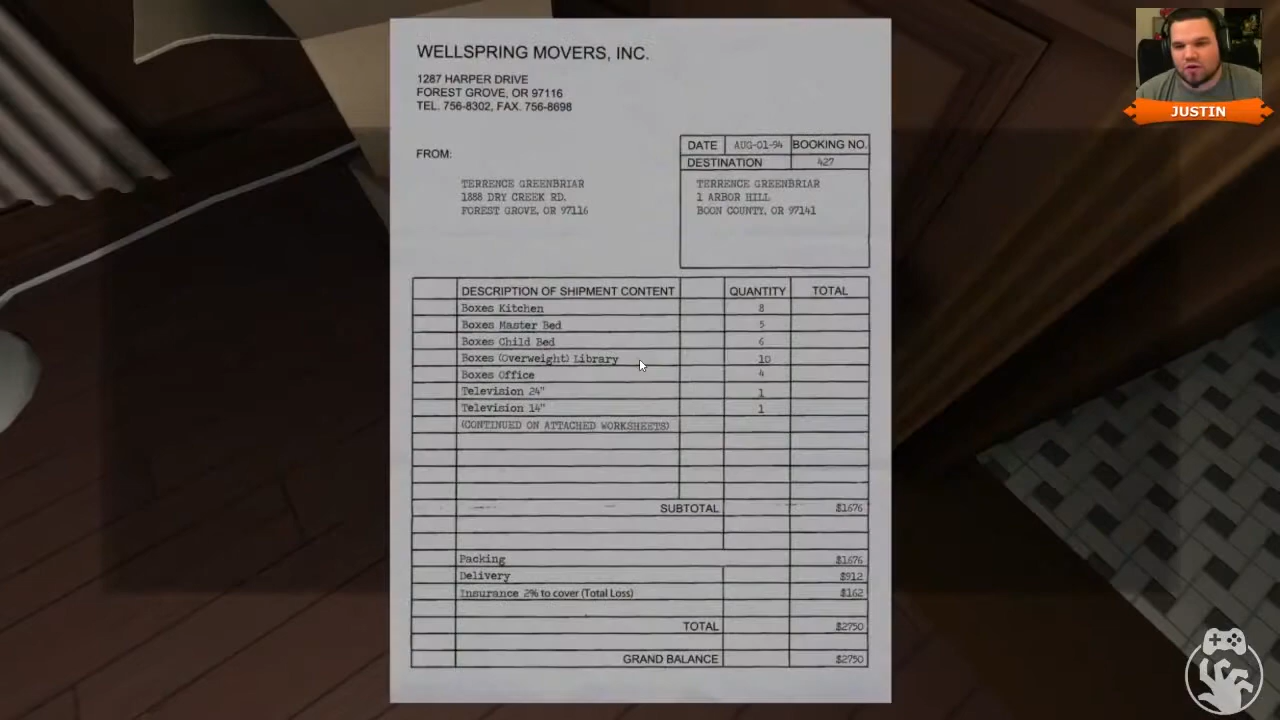 WELLSPRING MOVERS, INC.
1287 HARPER DRIVE
FOREST GROVE, OR 97116
TEL. 756-8302, FAX. 756-8698
JUSTIN
DATE AUG-01-94 BOOKING NO.
DESTINATION 427
FROM:
TERRENCE GREENBRIAR
1888 DRY CREEK RD.
FOREST GROVE, OR 97116
TERRENCE GREENBRIAR
1 ARBOR HILL
BOON COUNTY, OR 97141
DESCRIPTION OF SHIPMENT CONTENT QUANTITY TOTAL
Boxes Kitchen 8
Boxes Master Bed 5
Boxes Child Bed 6
Boxes (Overweight) Library 10
Boxes Office 4
Television 24" 1
Television 14" 1
(CONTINUED ON ATTACHED WORKSHEETS)
SUBTOTAL $1676
Packing $1676
Delivery $912
Insurance 2% to cover (Total Loss) $162
TOTAL $2750
GRAND BALANCE $2750